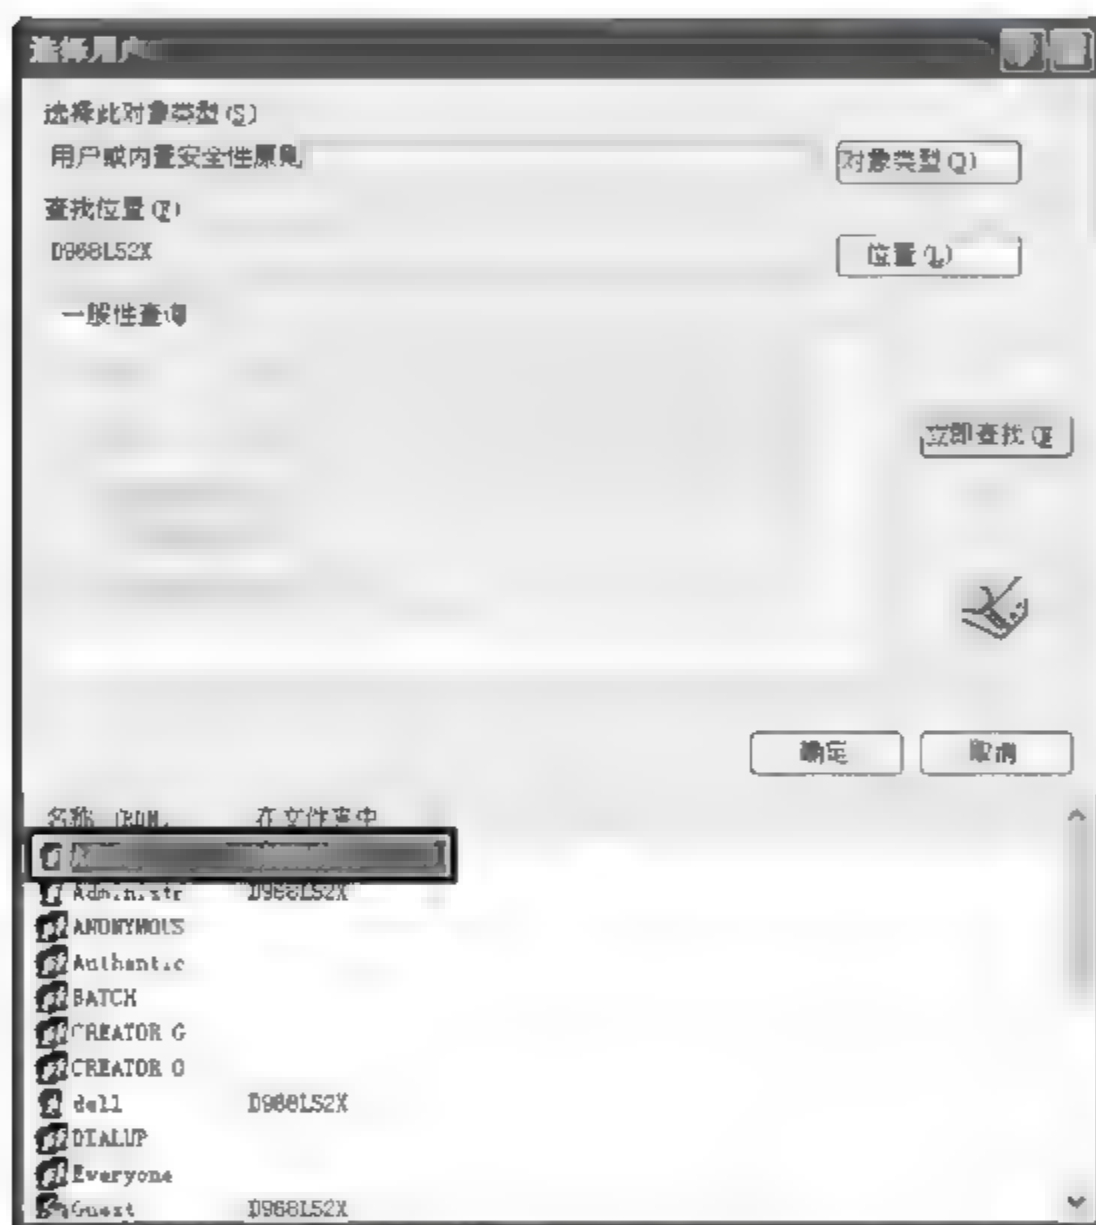 选择用户
选择此对象类型(S)
用户或内置安全性原则
对象类型(O)
查找位置(F)
D968L52X
位置(L)
一般性查询
立即查找(N
确定
取消
名称 (RDN,
在文件夹中
Administr D968L52X
ANONYMOUS
Authentic
BATCH
CREATOR G
CREATOR O
dell D968L52X
DIALUP
Everyone
Guest D968L52X